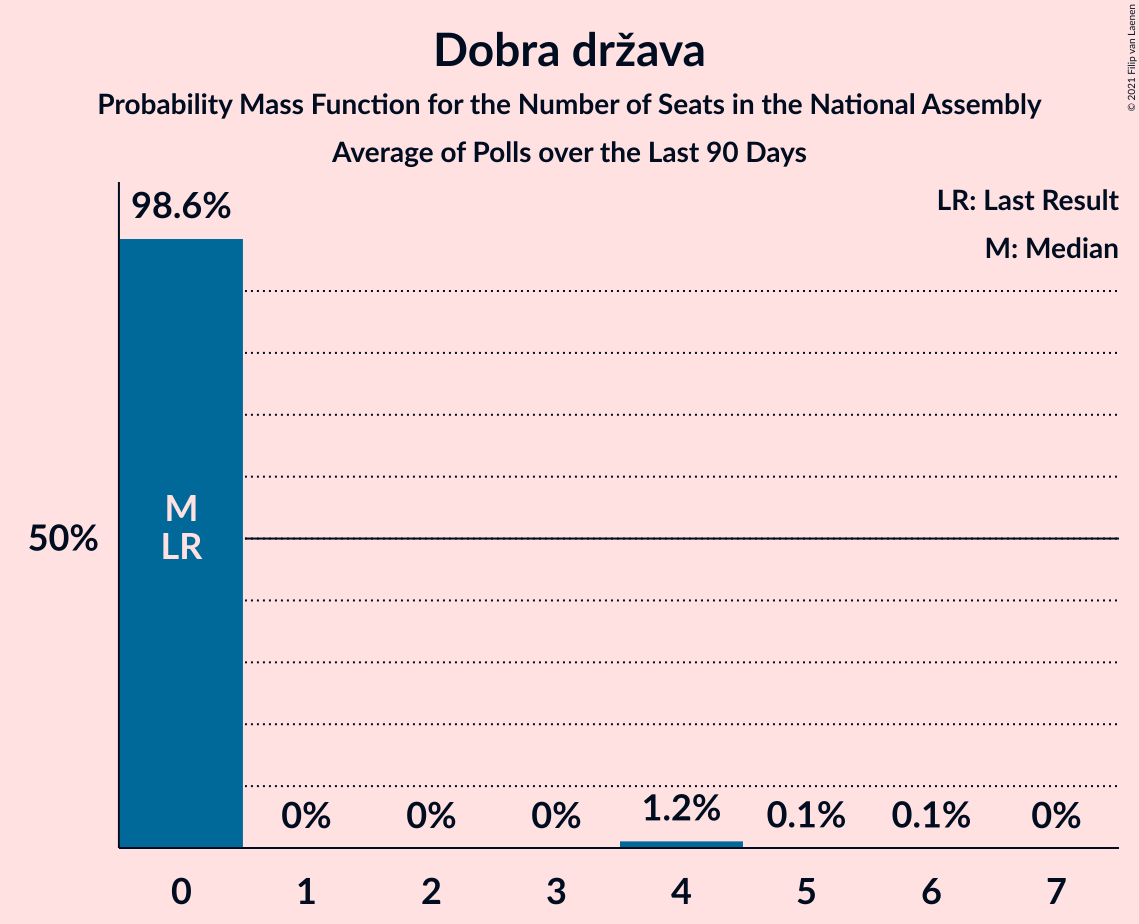 Dobra država
Probability Mass Function for the Number of Seats in the National Assembly
Average of Polls over the Last 90 Days
© 2021 Filip van Laenen
LR: Last Result
M: Median
98.6%
M
LR
50%
0% 0% 0% 1.2% 0.1% 0.1% 0%
0 1 2 3 4 5 6 7